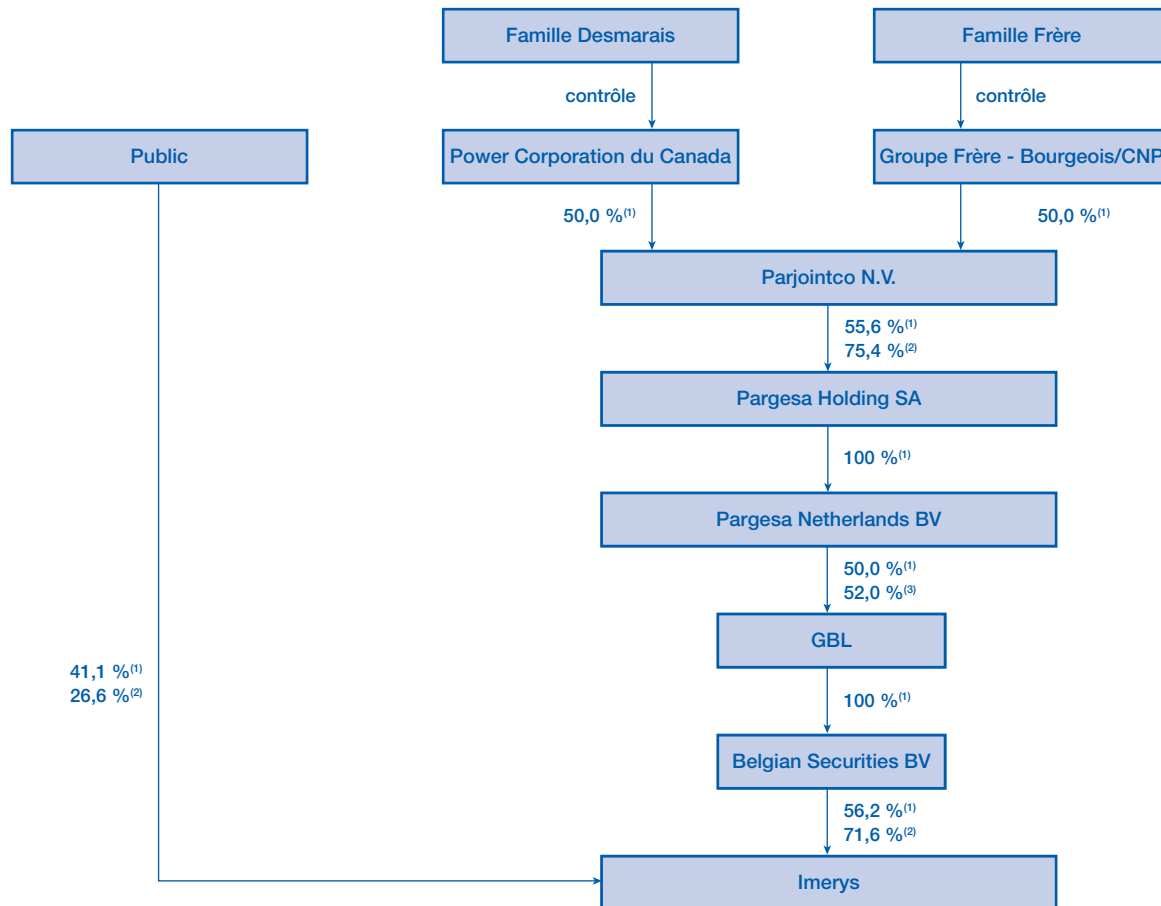 Famille Desmarais
Famille Frère
contrôle
contrôle
Public
Power Corporation du Canada
Groupe Frère - Bourgeois/CNP
50,0 %(1)
50,0 %(1)
Parjointco N.V.
55,6 %(1)
75,4 %(2)
Pargesa Holding SA
100 %(1)
Pargesa Netherlands BV
50,0 %(1)
52,0 %(3)
GBL
41,1 %(1)
26,6 %(2)
100 %(1)
Belgian Securities BV
56,2 %(1)
71,6 %(2)
Imerys